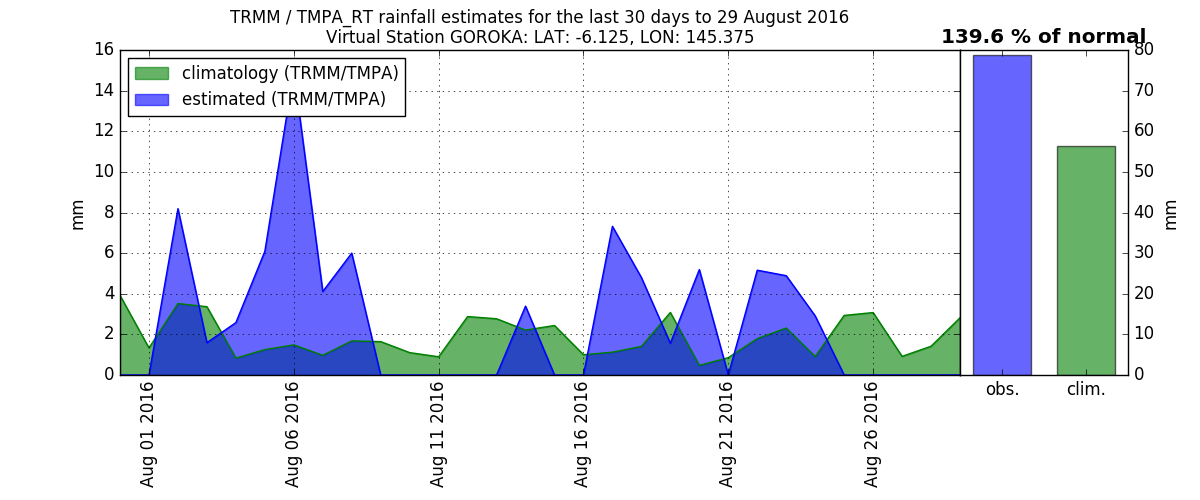 TRMM / TMPA_RT rainfall estimates for the last 30 days to 29 August 2016
Virtual Station GOROKA: LAT: -6.125, LON: 145.375
139.6 % of normal
climatology (TRMM/TMPA)
estimated (TRMM/TMPA)
mm
16
14
12
10
8
6
4
2
0
Aug 01 2016
Aug 06 2016
Aug 11 2016
Aug 16 2016
Aug 21 2016
Aug 26 2016
80
70
60
50
40
30
20
10
0
mm
obs.
clim.